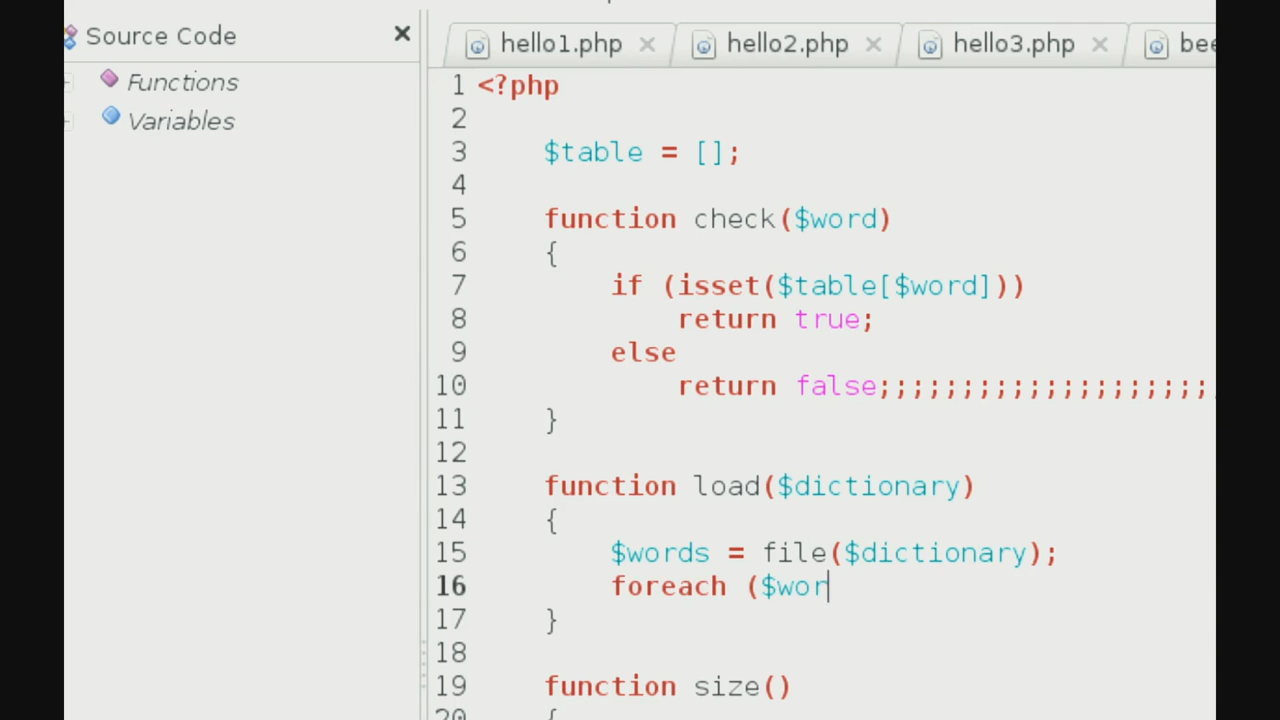 Source Code
Functions
Variables
hello1.php hello2.php hello3.php bee
1 <?php
2
3 $table = [];
4
5 function check($word)
6 {
7 if (isset($table[$word]))
8 return true;
9 else
10 return false;;;;;;;;;;;;;;;;;;;;;
11 }
12
13 function load($dictionary)
14 {
15 $words = file($dictionary);
16 foreach ($wor
17 }
18
19 function size()
20 {